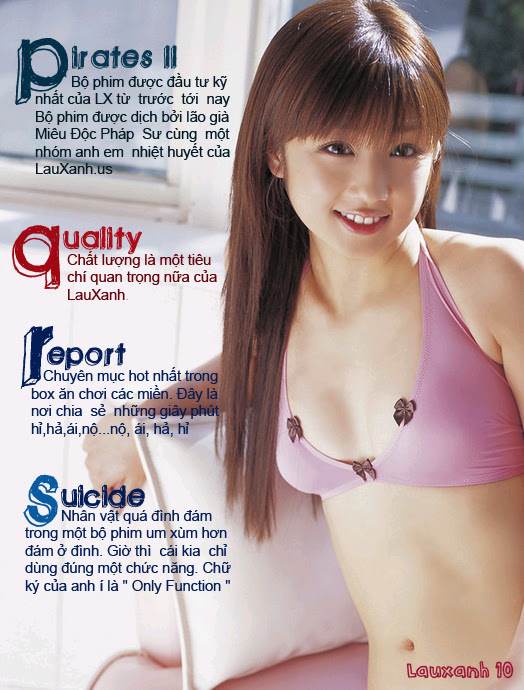 Pirates II
Bộ phim được đầu tư kỹ
nhất của LX từ trước tới nay
Bộ phim được dịch bởi lão già
Miêu Độc Pháp Sư cùng một
nhóm anh em nhiệt huyết của
LauXanh.us
quality
Chất lượng là một tiêu
chí quan trọng nữa của
LauXanh.
report
Chuyên mục hot nhất trong
box ăn chơi các miền. Đây là
nơi chia sẻ những giây phút
hỉ,hả,ái,nộ...nộ, ái, hả, hỉ
Suicide
Nhân vật quá đình đám
trong một bộ phim um xùm hơn
đám ở đình. Giờ thì cái kia chỉ
dùng đúng một chức năng. Chữ
ký của anh í là " Only Function "
Lauxanh 10